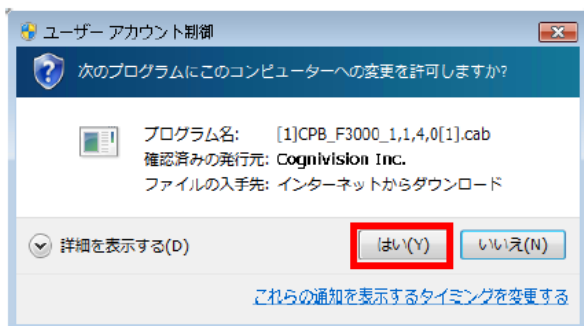 ユーザー アカウント制御
次のプログラムにこのコンピューターへの変更を許可しますか?
プログラム名: [1]CPB_F3000_1,1,4,0[1].cab
確認済みの発行元: Cognivision Inc.
ファイルの入手先: インターネットからダウンロード
詳細を表示する(D)
はい(Y)
いいえ(N)
これらの通知を表示するタイミングを変更する